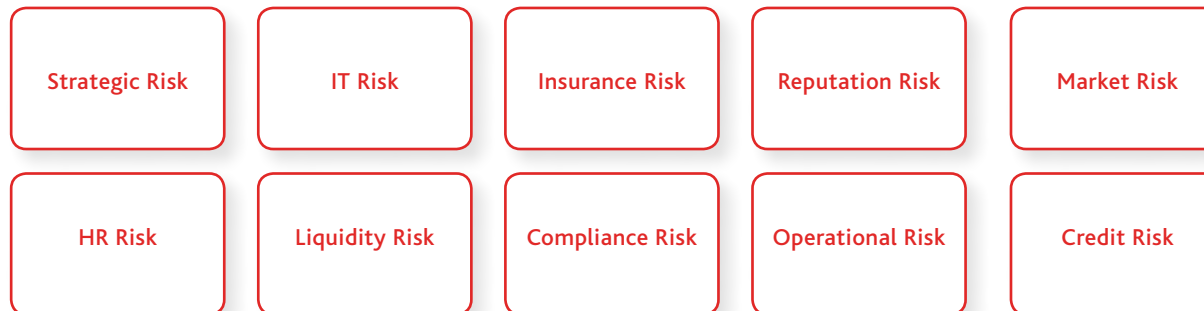 Strategic Risk
IT Risk
Insurance Risk
Reputation Risk
Market Risk
HR Risk
Liquidity Risk
Compliance Risk
Operational Risk
Credit Risk